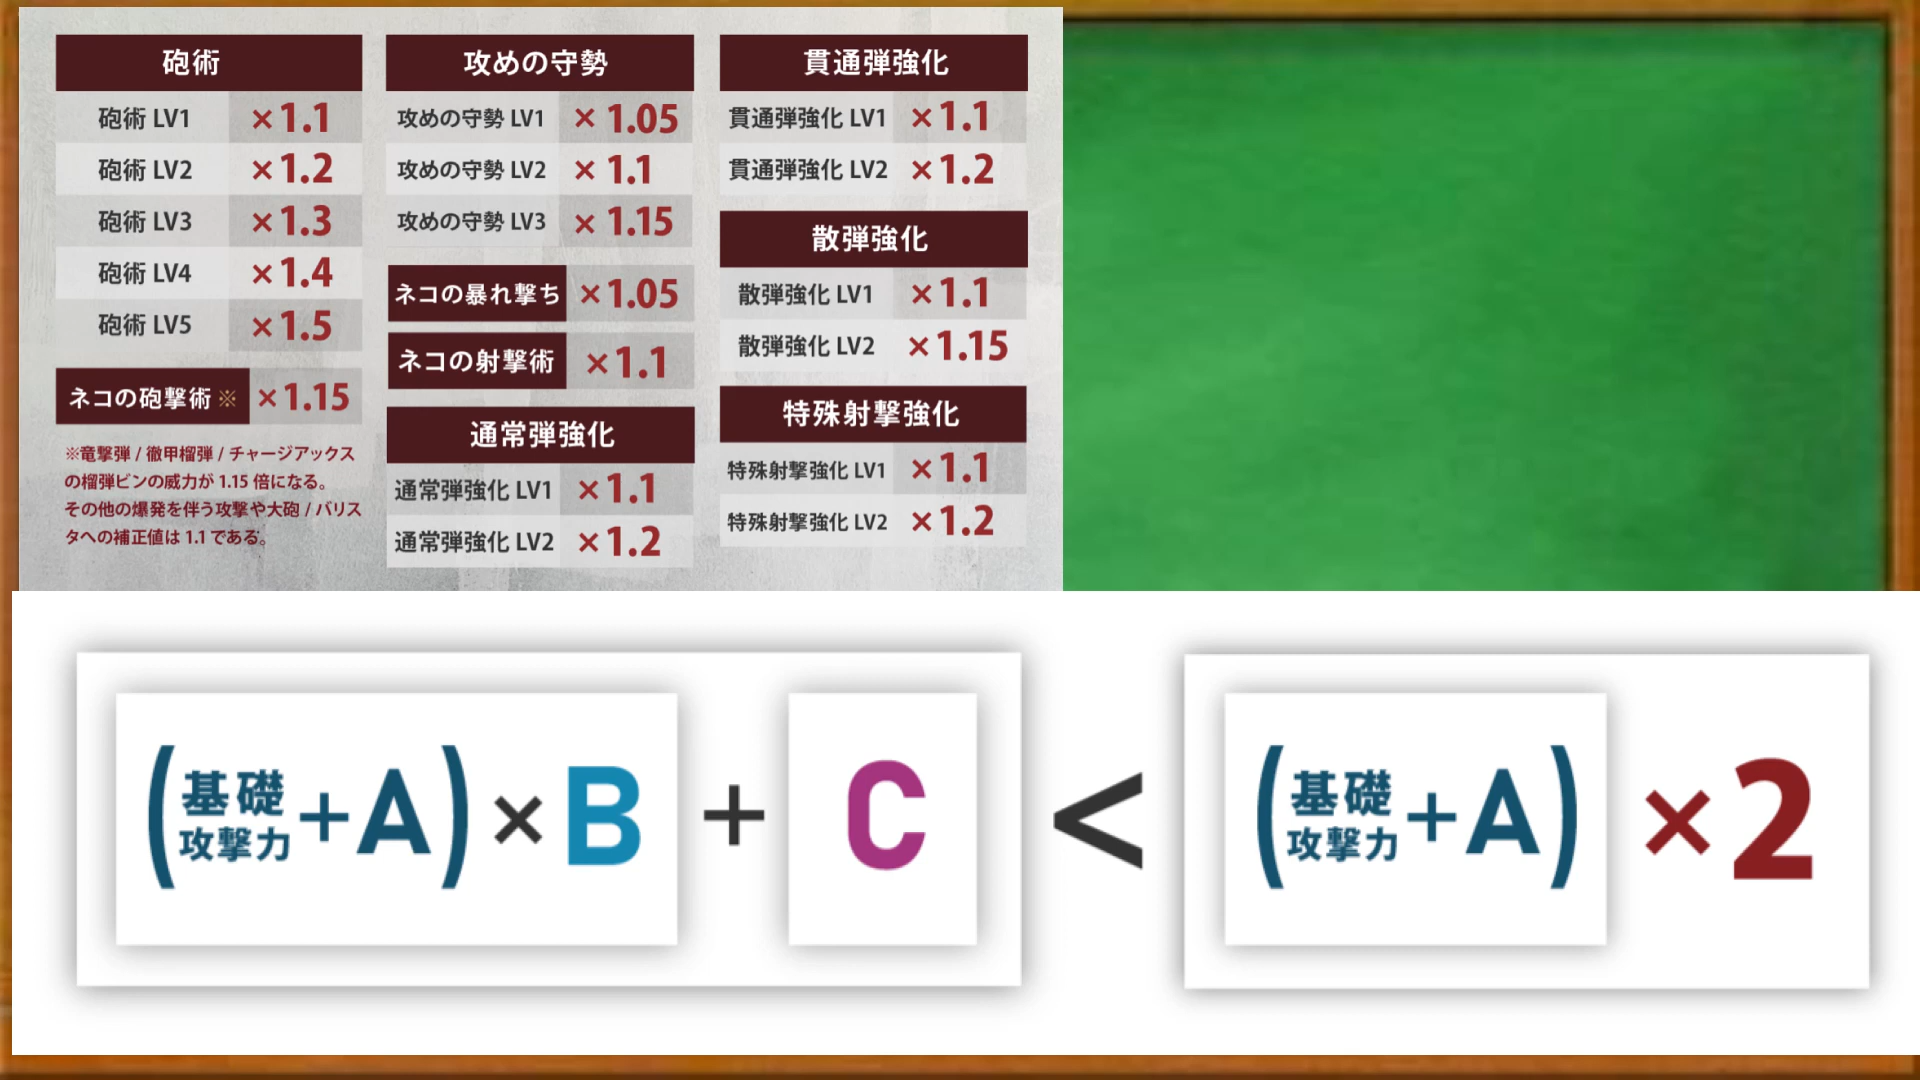 砲術
砲術 LV1 ×1.1
砲術 LV2 ×1.2
砲術 LV3 ×1.3
砲術 LV4 ×1.4
砲術 LV5 ×1.5
ネコの砲撃術※ ×1.15
※竜撃弾 / 徹甲榴弾 / チャージアックス
の榴弾ビンの威力が 1.15 倍になる。
その他の爆発を伴う攻撃や大砲 / バリス
タへの補正値は 1.1 である。
攻めの守勢
攻めの守勢 LV1 × 1.05
攻めの守勢 LV2 × 1.1
攻めの守勢 LV3 × 1.15
ネコの暴れ撃ち ×1.05
ネコの射撃術 ×1.1
通常弾強化
通常弾強化 LV1 ×1.1
通常弾強化 LV2 ×1.2
貫通弾強化
貫通弾強化 LV1 ×1.1
貫通弾強化 LV2 ×1.2
散弾強化
散弾強化 LV1 ×1.1
散弾強化 LV2 ×1.15
特殊射撃強化
特殊射撃強化 LV1 ×1.1
特殊射撃強化 LV2 ×1.2
(基礎攻撃力+A)×B + C < (基礎攻撃力+A)×2